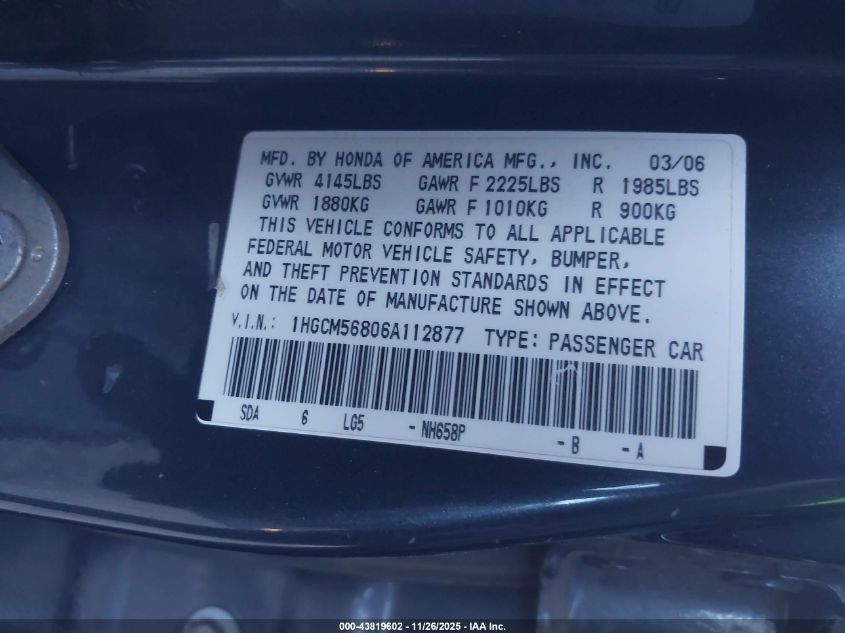 MFD. BY HONDA OF AMERICA MFG., INC. 03/06
GVWR 4145LBS GAWR F 2225LBS R 1985LBS
GVWR 1880KG GAWR F 1010KG R 900KG
THIS VEHICLE CONFORMS TO ALL APPLICABLE
FEDERAL MOTOR VEHICLE SAFETY, BUMPER,
AND THEFT PREVENTION STANDARDS IN EFFECT
ON THE DATE OF MANUFACTURE SHOWN ABOVE.
V.I.N.: 1HGCM56806A112877 TYPE: PASSENGER CAR
SDA 6 LG5 - NH658P - B - A
000-43819602 - 11/26/2025 - IAA Inc.